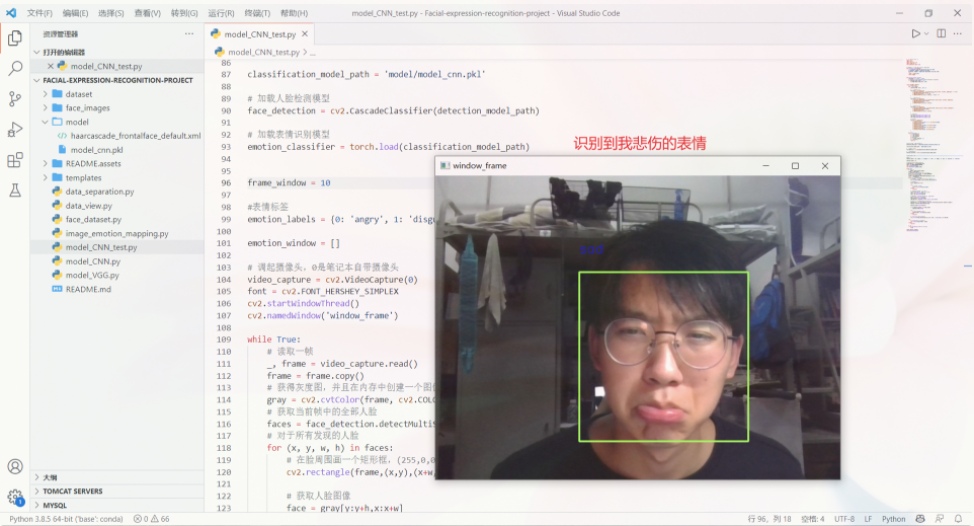 文件(F) 编辑(E) 选择(S) 查看(V) 转到(G) 运行(R) 终端(T) 帮助(H)
model_CNN_test.py - Facial-expression-recognition-project - Visual Studio Code
资源管理器
打开的编辑器
model_CNN_test.py
FACIAL-EXPRESSION-RECOGNITION-PROJECT
dataset
face_images
model
haarcascade_frontalface_default.xml
model_cnn.pkl
README.assets
templates
data_separation.py
data_view.py
face_dataset.py
image_emotion_mapping.py
model_CNN_test.py
model_CNN.py
model_VGG.py
README.md
大纲
TOMCAT SERVERS
MYSQL
model_CNN_test.py
model_CNN_test.py > ...
86
87 classification_model_path = 'model/model_cnn.pkl'
88
89 # 加载人脸检测模型
90 face_detection = cv2.CascadeClassifier(detection_model_path)
91
92 # 加载表情识别模型
93 emotion_classifier = torch.load(classification_model_path)
94
95
96 frame_window = 10
97
98 #表情标签
99 emotion_labels = {0: 'angry', 1: 'disgu
100
101 emotion_window = []
102
103 # 调起摄像头，0是笔记本自带摄像头
104 video_capture = cv2.VideoCapture(0)
105 font = cv2.FONT_HERSHEY_SIMPLEX
106 cv2.startWindowThread()
107 cv2.namedWindow('window_frame')
108
109 while True:
110 # 读取一帧
111 _, frame = video_capture.read()
112 frame = frame.copy()
113 # 获得灰度图，并且在内存中创建一个图像
114 gray = cv2.cvtColor(frame, cv2.COLO
115 # 获取当前帧中的全部人脸
116 faces = face_detection.detectMultiS
117 # 对于所有发现的人脸
118 for (x, y, w, h) in faces:
119 # 在脸周围画一个矩形框，(255,0,0
120 cv2.rectangle(frame,(x,y),(x+w
121
122 # 获取人脸图像
123 face = gray[y:y+h,x:x+w]
识别到我悲伤的表情
window_frame
Python 3.8.5 64-bit ('base': conda) 0 66
行 96，列 18 空格: 4 UTF-8 LF Python